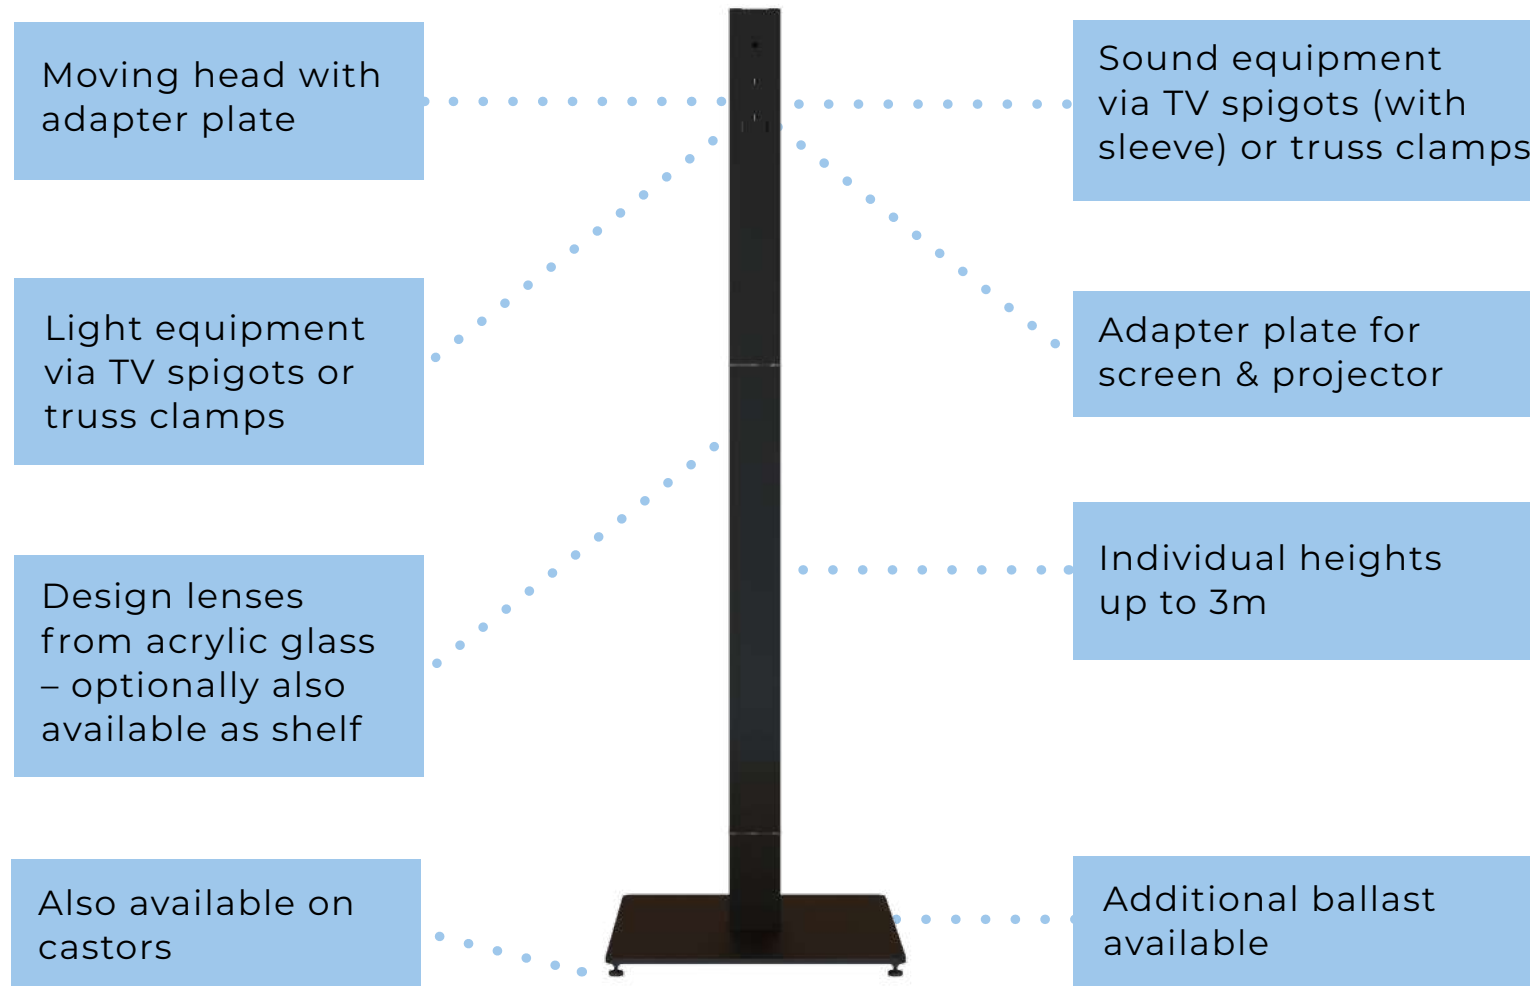 Moving head with
adapter plate
Light equipment
via TV spigots or
truss clamps
Design lenses
from acrylic glass
– optionally also
available as shelf
Also available on
castors
Sound equipment
via TV spigots (with
sleeve) or truss clamps
Adapter plate for
screen & projector
Individual heights
up to 3m
Additional ballast
available